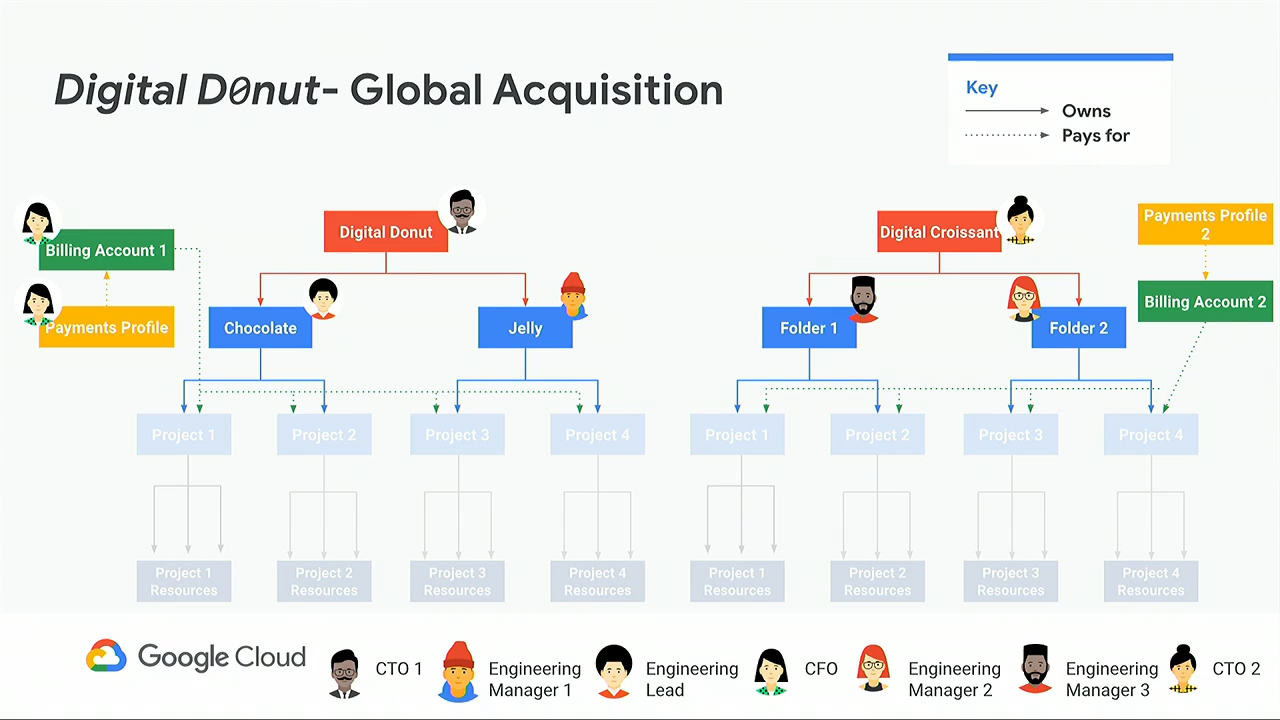 Digital D0nut- Global Acquisition
Key
Owns
Pays for
Billing Account 1
Payments Profile
Digital Donut
Chocolate
Jelly
Digital Croissant
Folder 1
Folder 2
Payments Profile
2
Billing Account 2
Project 1
Project 2
Project 3
Project 4
Project 1
Project 2
Project 3
Project 4
Project 1
Resources
Project 2
Resources
Project 3
Resources
Project 4
Resources
Project 1
Resources
Project 2
Resources
Project 3
Resources
Project 4
Resources
Google Cloud
CTO 1
Engineering
Manager 1
Engineering
Lead
CFO
Engineering
Manager 2
Engineering
Manager 3
CTO 2